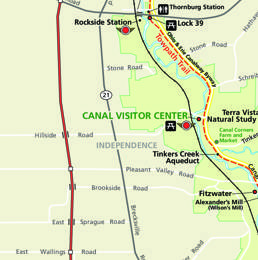 Thornburg Station
Rockside Station
Lock 39
Ohio & Erie Canalway Byway
Towpath Trail
Stone Road
Stone Road
21
CANAL VISITOR CENTER
Terra Vista
Natural Study
Canal Corners
Farm and
Market
Hillside Road
INDEPENDENCE
Tinkers Creek
Aqueduct
Pleasant Valley Road
Brookside Road
Fitzwater
Alexander's Mill
(Wilson's Mill)
East Sprague Road
Brecksville
East Wallings Road